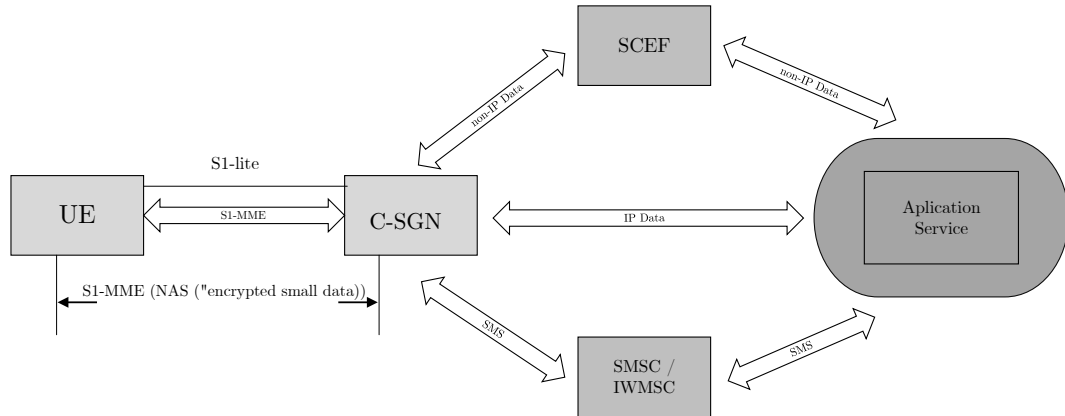 SCEF
non-IP Data
non-IP Data
S1-lite
UE
S1-MME
C-SGN
IP Data
Aplication
Service
S1-MME (NAS ("encrypted small data))
SMS
SMSC /
IWMSC
SMS